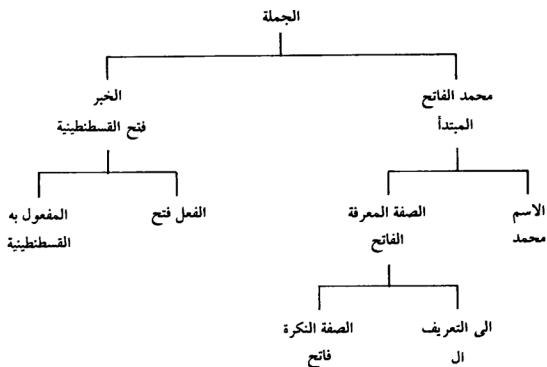 الجملة
محمد الفاتح
المبتدأ
الخبر
فتح القسطنطينية
الاسم
محمد
الصفة المعرفة
الفاتح
الفعل فتح
المفعول به
القسطنطينية
الى التعريف
ال
الصفة النكرة
فاتح